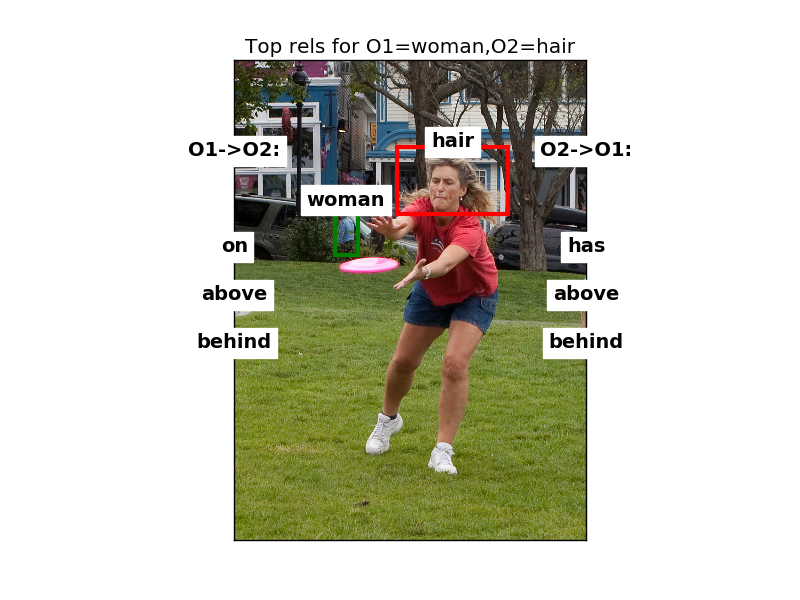 Top rels for O1=woman,O2=hair
hair
O1->O2:
O2->O1:
woman
on
has
above
above
behind
behind